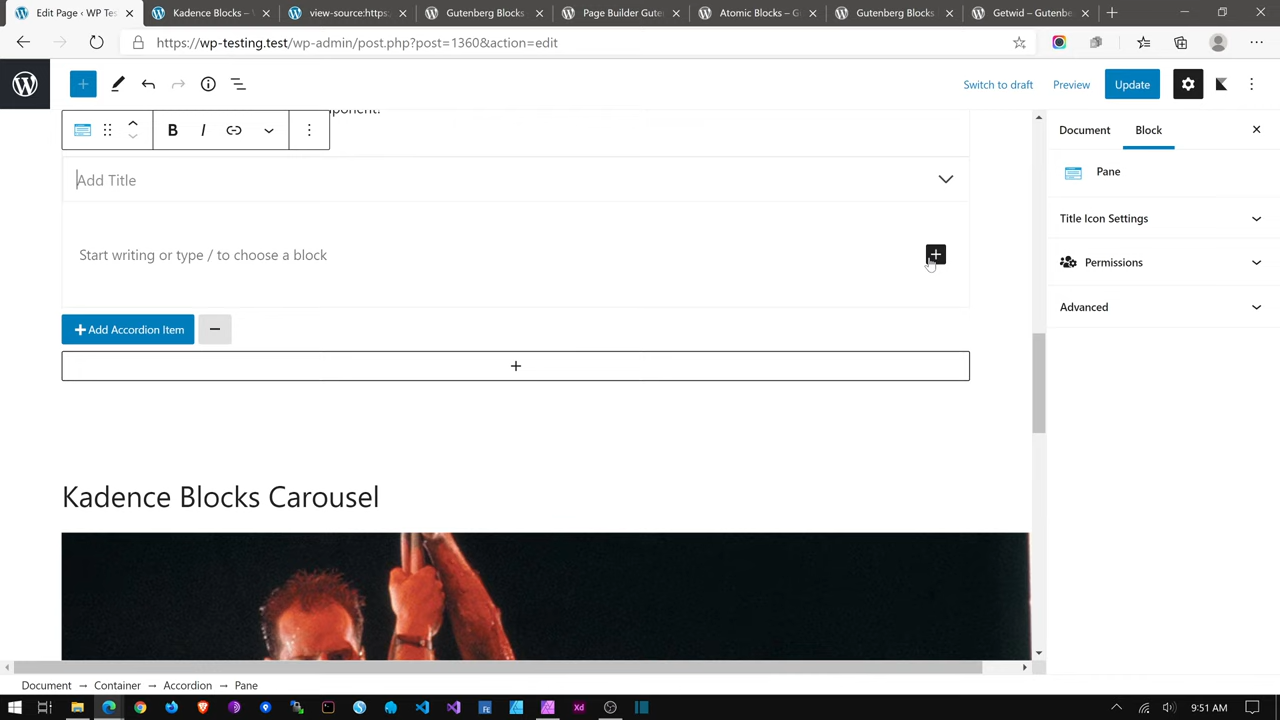 Edit Page ‹ WP Tes
Kadence Blocks – 
view-source:https:
Gutenberg Blocks
Page Builder Gute
Atomic Blocks – G
Gutenberg Blocks
Getwid – Gutenbe
https://wp-testing.test/wp-admin/post.php?post=1360&action=edit
Switch to draft
Preview
Update
ponent!
B
I
Document
Block
Pane
Add Title
Title Icon Settings
Start writing or type / to choose a block
Permissions
Advanced
Add Accordion Item
Kadence Blocks Carousel
Document → Container → Accordion → Pane
9:51 AM